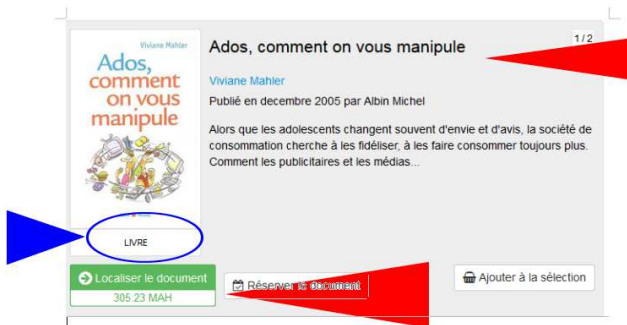 Viviane Mahler
Ados,
comment
on vous
manipule
LIVRE
1 / 2
Ados, comment on vous manipule
Viviane Mahler
Publié en decembre 2005 par Albin Michel
Alors que les adolescents changent souvent d'envie et d'avis, la société de
consommation cherche à les fidéliser, à les faire consommer toujours plus.
Comment les publicitaires et les médias...
Localiser le document
305.23 MAH
Réserver le document
Ajouter à la sélection